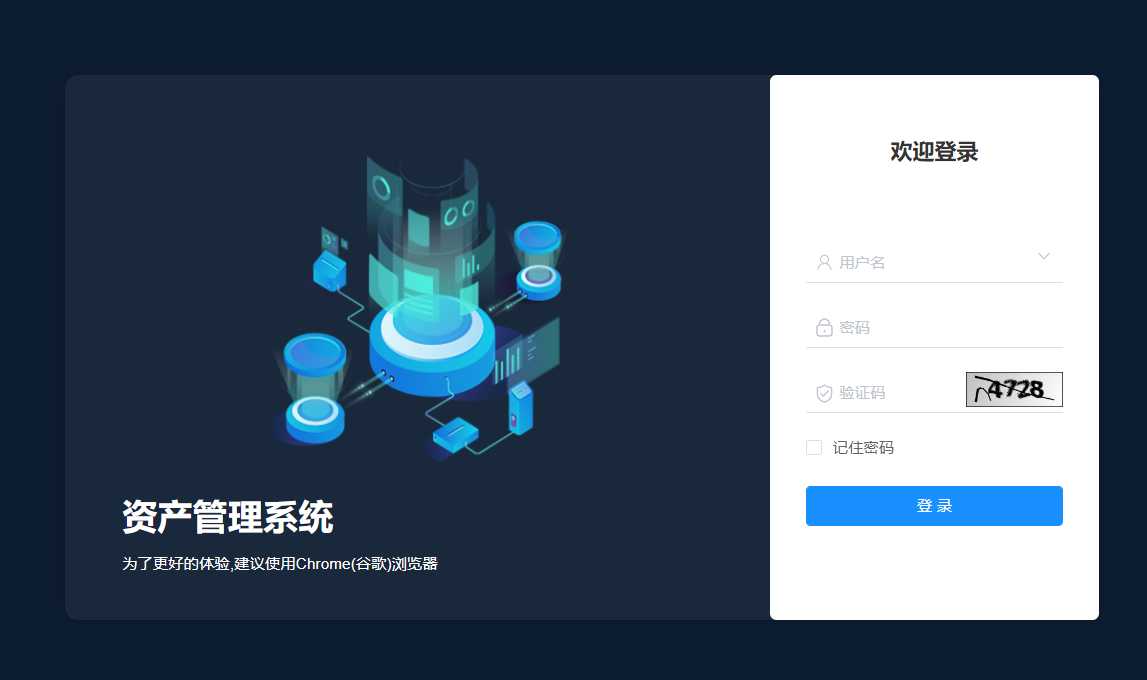 欢迎登录
用户名
密码
验证码
4728
记住密码
登 录
资产管理系统
为了更好的体验,建议使用Chrome(谷歌)浏览器